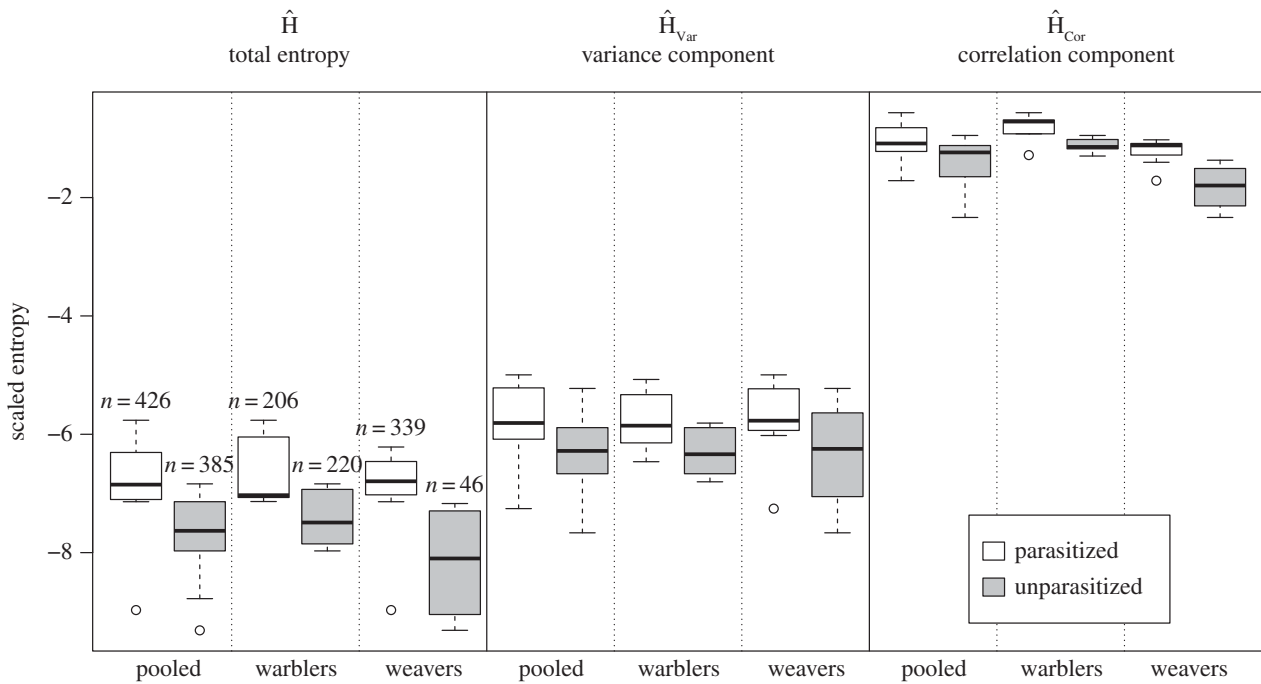 Ĥ
total entropy
Ĥ_Var
variance component
Ĥ_Cor
correlation component
scaled entropy
−2
−4
−6
−8
n = 426
n = 385
n = 206
n = 220
n = 339
n = 46
parasitized
unparasitized
pooled warblers weavers pooled warblers weavers pooled warblers weavers